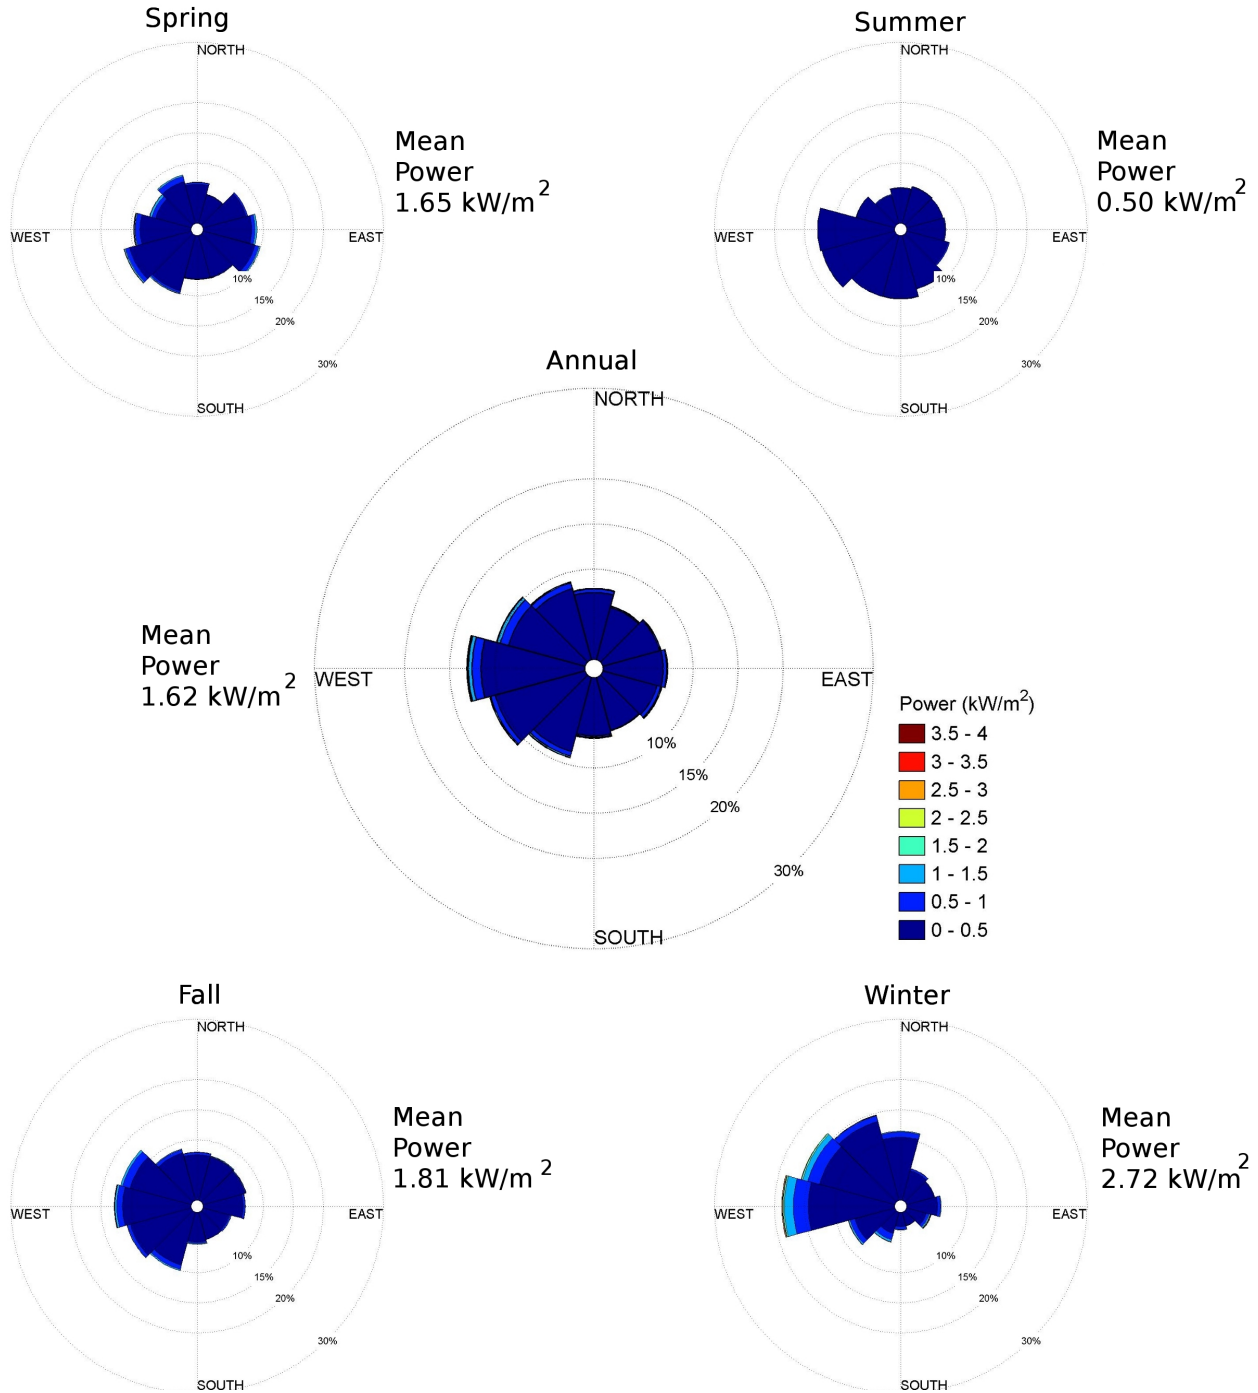 Spring
NORTH
WEST
EAST
SOUTH
10%
15%
20%
30%
Mean
Power
1.65 kW/m²
Summer
NORTH
WEST
EAST
SOUTH
10%
15%
20%
30%
Mean
Power
0.50 kW/m²
Annual
NORTH
WEST
EAST
SOUTH
10%
15%
20%
30%
Mean
Power
1.62 kW/m²
Power (kW/m²)
3.5 - 4
3 - 3.5
2.5 - 3
2 - 2.5
1.5 - 2
1 - 1.5
0.5 - 1
0 - 0.5
Fall
NORTH
WEST
EAST
SOUTH
10%
15%
20%
30%
Mean
Power
1.81 kW/m²
Winter
NORTH
WEST
EAST
SOUTH
10%
15%
20%
30%
Mean
Power
2.72 kW/m²